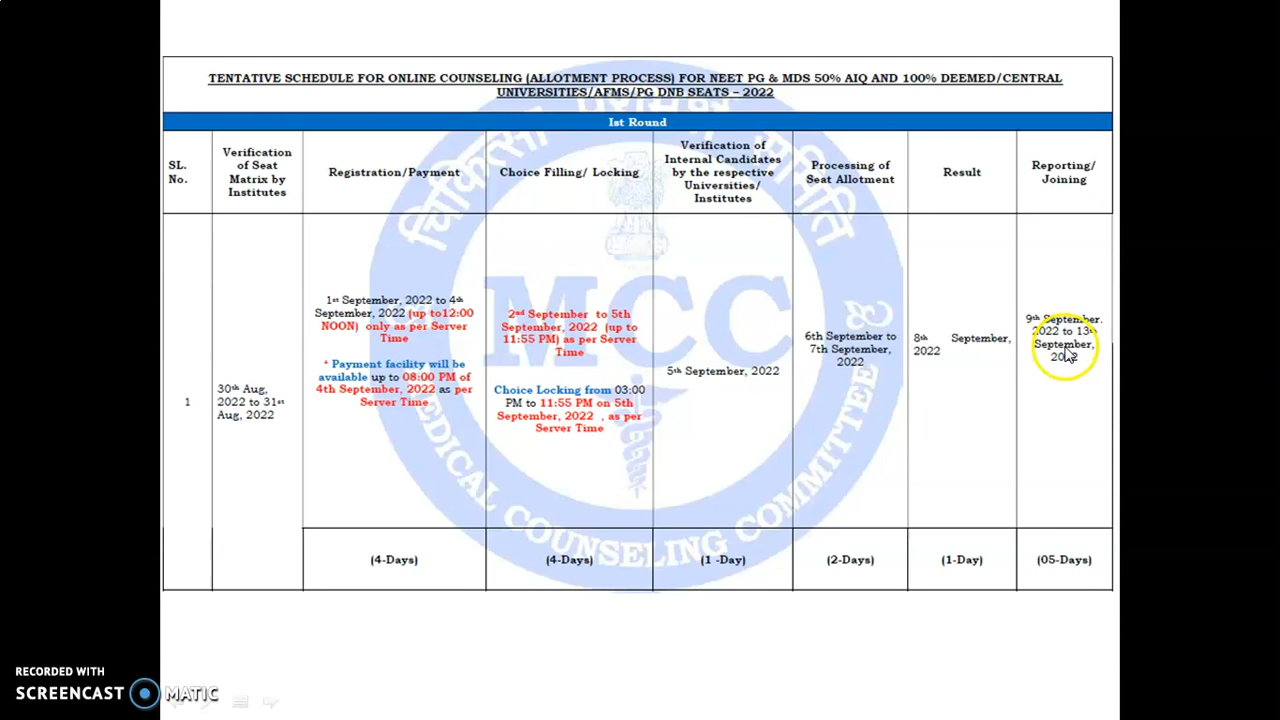 TENTATIVE SCHEDULE FOR ONLINE COUNSELING (ALLOTMENT PROCESS) FOR NEET PG & MDS 50% AIQ AND 100% DEEMED/CENTRAL
UNIVERSITIES/AFMS/PG DNB SEATS – 2022
Ist Round
SL.
No.
Verification
of Seat
Matrix by
Institutes
Registration/Payment
Choice Filling/ Locking
Verification of
Internal Candidates
by the respective
Universities/
Institutes
Processing of
Seat Allotment
Result
Reporting/
Joining
1
30th Aug,
2022 to 31st
Aug, 2022
1st September, 2022 to 4th
September, 2022 (up to12:00
NOON) only as per Server
Time
* Payment facility will be
available up to 08:00 PM of
4th September, 2022 as per
Server Time
2nd September to 5th
September, 2022 (up to
11:55 PM) as per Server
Time
Choice Locking from 03:00
PM to 11:55 PM on 5th
September, 2022 , as per
Server Time
5th September, 2022
6th September to
7th September,
2022
8th September,
2022
9th September.
2022 to 13th
September,
2022
(4-Days)
(4-Days)
(1 -Day)
(2-Days)
(1-Day)
(05-Days)
MCC
MEDICAL COUNSELING COMMITTEE
चिकित्सा परामर्श समिति
RECORDED WITH
SCREENCAST MATIC